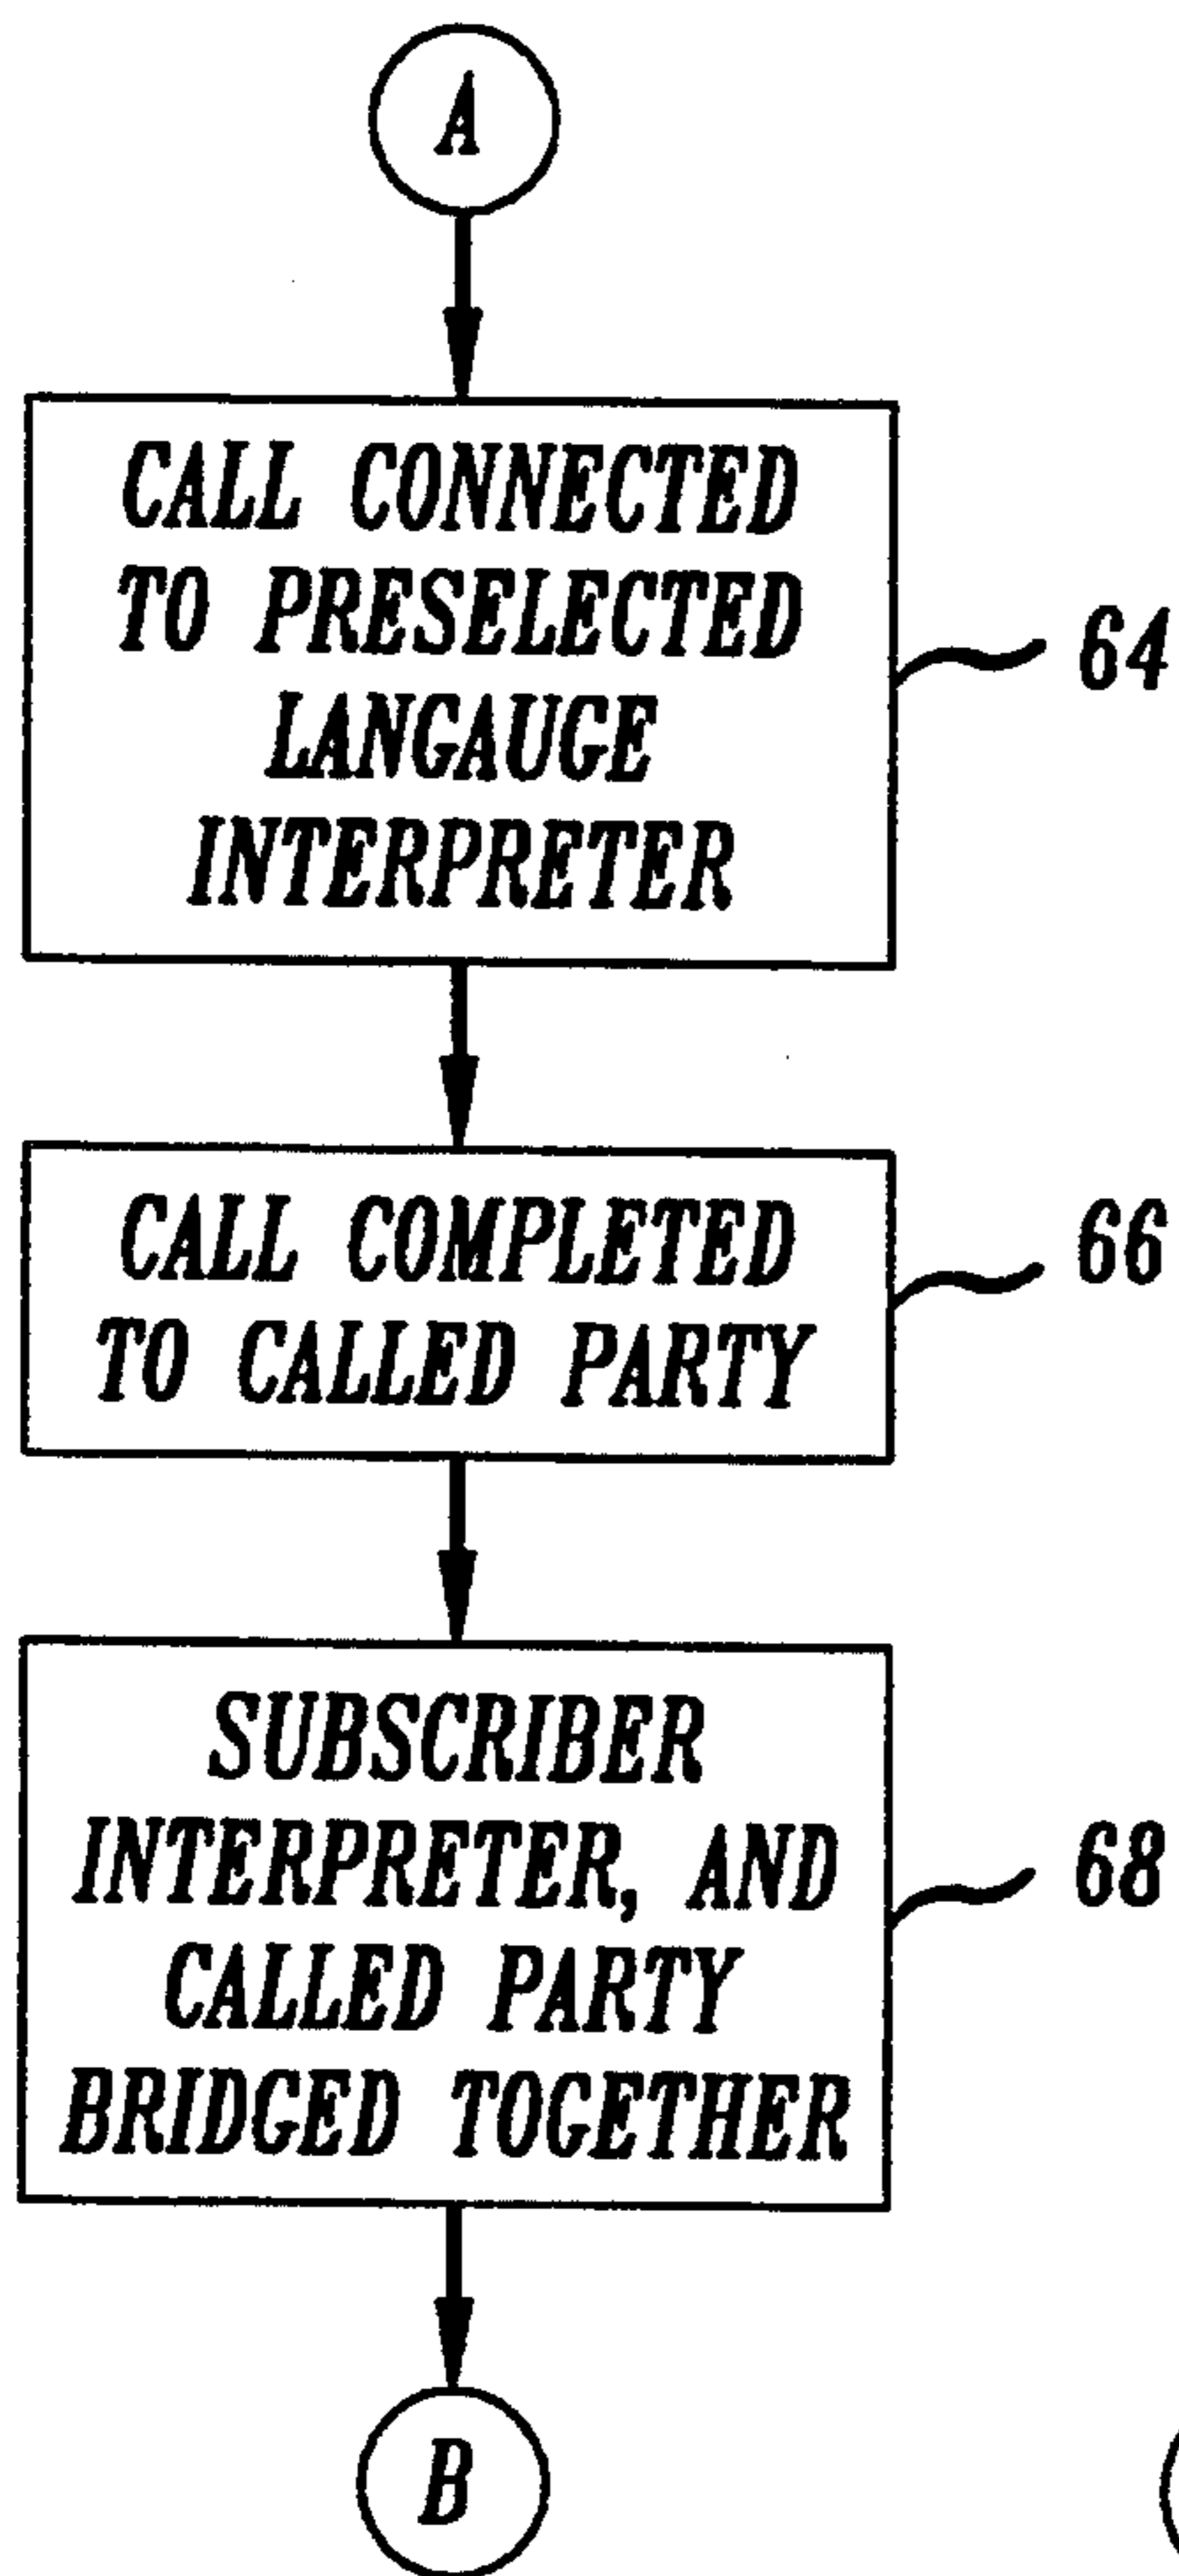 A
CALL CONNECTED
TO PRESELECTED
LANGAUGE
INTERPRETER
64
CALL COMPLETED
TO CALLED PARTY
66
SUBSCRIBER
INTERPRETER, AND
CALLED PARTY
BRIDGED TOGETHER
68
B